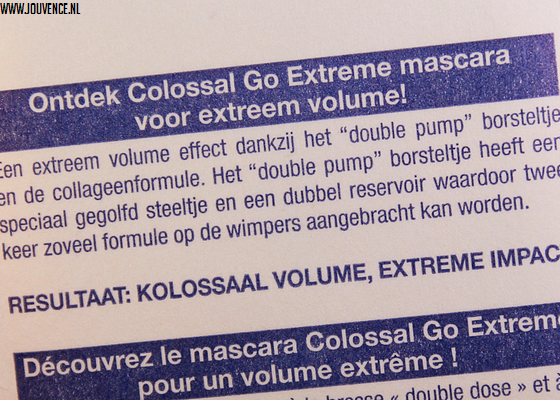 WWW.JOUVENCE.NL
Ontdek Colossal Go Extreme mascara
voor extreem volume!
Een extreem volume effect dankzij het “double pump” borsteltje
en de collageenformule. Het “double pump” borsteltje heeft een
speciaal gegolfd steeltje en een dubbel reservoir waardoor twee
keer zoveel formule op de wimpers aangebracht kan worden.
RESULTAAT: KOLOSSAAL VOLUME, EXTREME IMPAC
Découvrez le mascara Colossal Go Extreme
pour un volume extrême !
brosse « double dose » et à